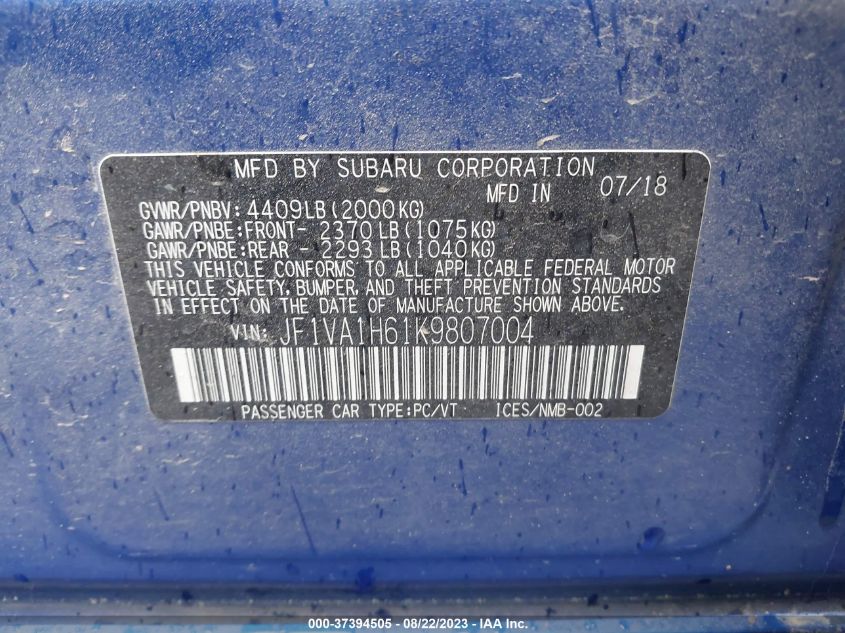 MFD BY SUBARU CORPORATION
MFD IN 07/18
GVWR/PNBV: 4409LB(2000KG)
GAWR/PNBE:FRONT- 2370LB(1075KG)
GAWR/PNBE:REAR - 2293LB(1040KG)
THIS VEHICLE CONFORMS TO ALL APPLICABLE FEDERAL MOTOR
VEHICLE SAFETY, BUMPER, AND THEFT PREVENTION STANDARDS
IN EFFECT ON THE DATE OF MANUFACTURE SHOWN ABOVE.
VIN: JF1VA1H61K9807004
PASSENGER CAR TYPE:PC/VT ICES/NMB-002
000-37394505 - 08/22/2023 - © IAA Inc.